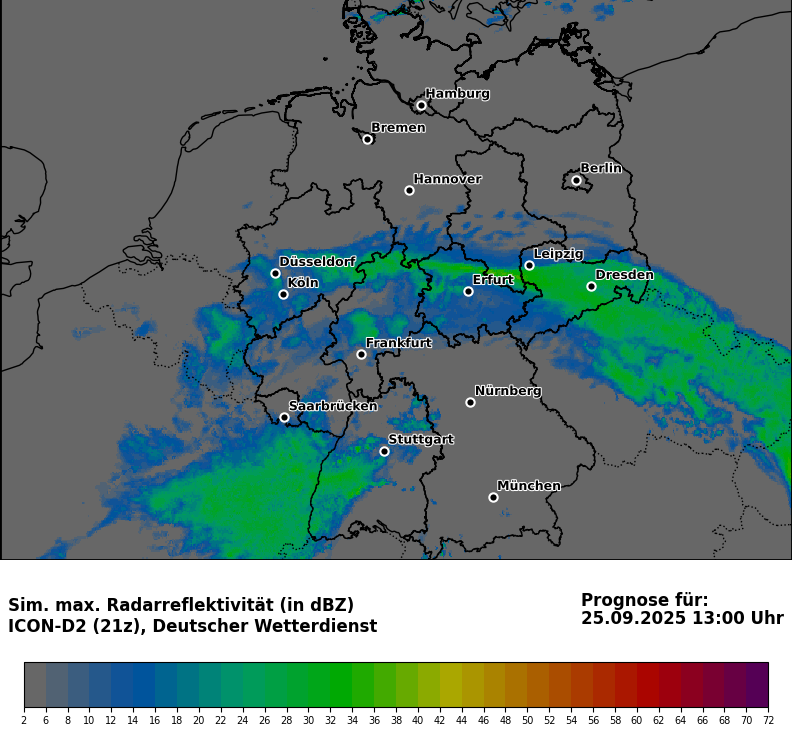 Hamburg
Bremen
Berlin
Hannover
Leipzig
Düsseldorf
Dresden
Köln
Erfurt
Frankfurt
Nürnberg
Saarbrücken
Stuttgart
München
Sim. max. Radarreflektivität (in dBZ)
ICON-D2 (21z), Deutscher Wetterdienst
Prognose für:
25.09.2025 13:00 Uhr
2 6 8 10 12 14 16 18 20 22 24 26 28 30 32 34 36 38 40 42 44 46 48 50 52 54 56 58 60 62 64 66 68 70 72